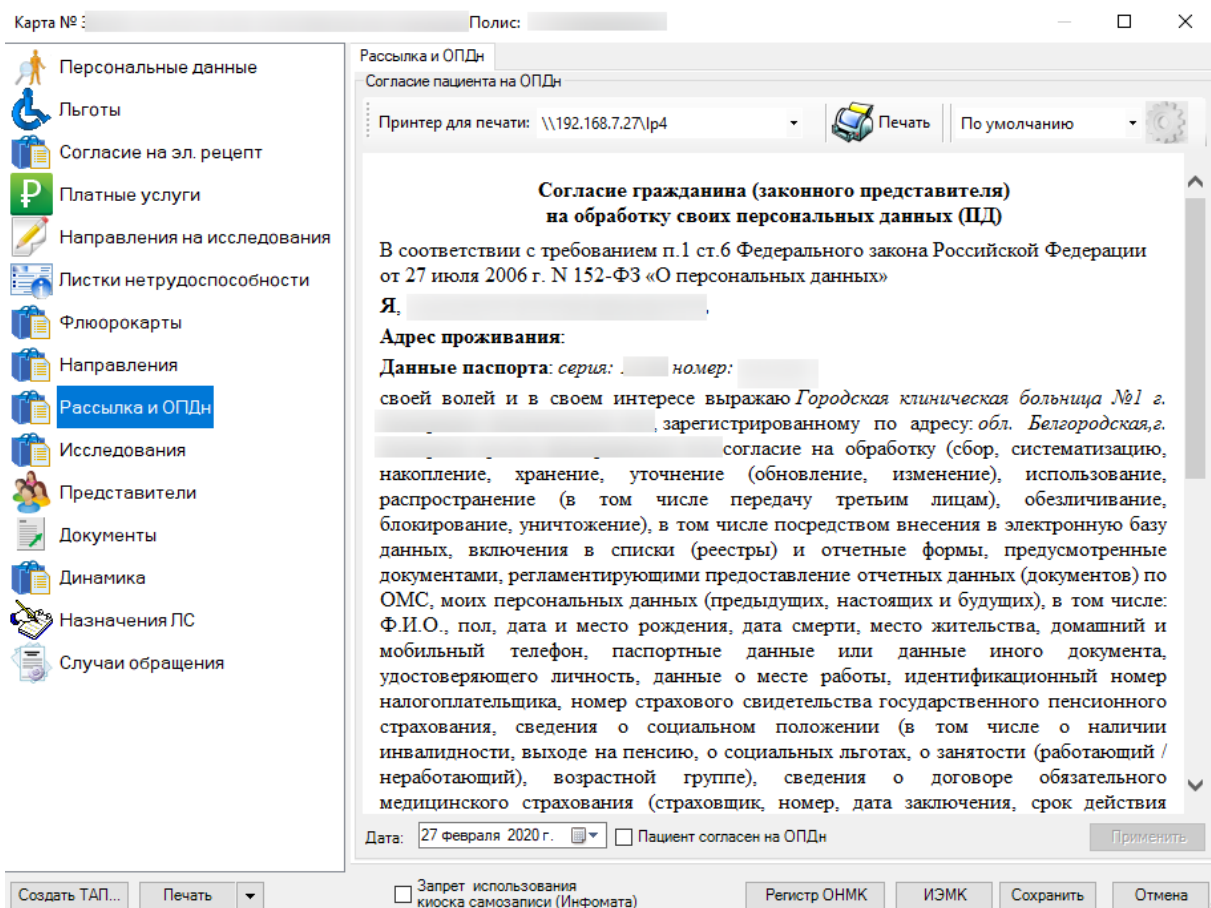 Карта №
Полис:
Персональные данные
Льготы
Согласие на эл. рецепт
Платные услуги
Направления на исследования
Листки нетрудоспособности
Флюорокарты
Направления
Рассылка и ОПДн
Исследования
Представители
Документы
Динамика
Назначения ЛС
Случаи обращения
Рассылка и ОПДн
Согласие пациента на ОПДн
Принтер для печати: \\192.168.7.27\lp4 Печать По умолчанию
Согласие гражданина (законного представителя)
на обработку своих персональных данных (ПД)
В соответствии с требованием п.1 ст.6 Федерального закона Российской Федерации
от 27 июля 2006 г. N 152-ФЗ «О персональных данных»
Я,
Адрес проживания:
Данные паспорта: серия: номер:
своей волей и в своем интересе выражаю Городская клиническая больница №1 г.
, зарегистрированному по адресу: обл. Белгородская,г.
согласие на обработку (сбор, систематизацию,
накопление, хранение, уточнение (обновление, изменение), использование,
распространение (в том числе передачу третьим лицам), обезличивание,
блокирование, уничтожение), в том числе посредством внесения в электронную базу
данных, включения в списки (реестры) и отчетные формы, предусмотренные
документами, регламентирующими предоставление отчетных данных (документов) по
ОМС, моих персональных данных (предыдущих, настоящих и будущих), в том числе:
Ф.И.О., пол, дата и место рождения, дата смерти, место жительства, домашний и
мобильный телефон, паспортные данные или данные иного документа,
удостоверяющего личность, данные о месте работы, идентификационный номер
налогоплательщика, номер страхового свидетельства государственного пенсионного
страхования, сведения о социальном положении (в том числе о наличии
инвалидности, выходе на пенсию, о социальных льготах, о занятости (работающий /
неработающий), возрастной группе), сведения о договоре обязательного
медицинского страхования (страховщик, номер, дата заключения, срок действия
Дата: 27 февраля 2020 г. Пациент согласен на ОПДн Применить
Создать ТАП... Печать Запрет использования
киоска самозаписи (Инфомата) Регистр ОНМК ИЭМК Сохранить Отмена